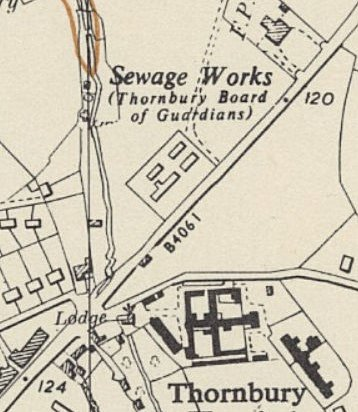 Sewage Works
(Thornbury Board
of Guardians)
120
B4061
Lodge
124
Thornbury